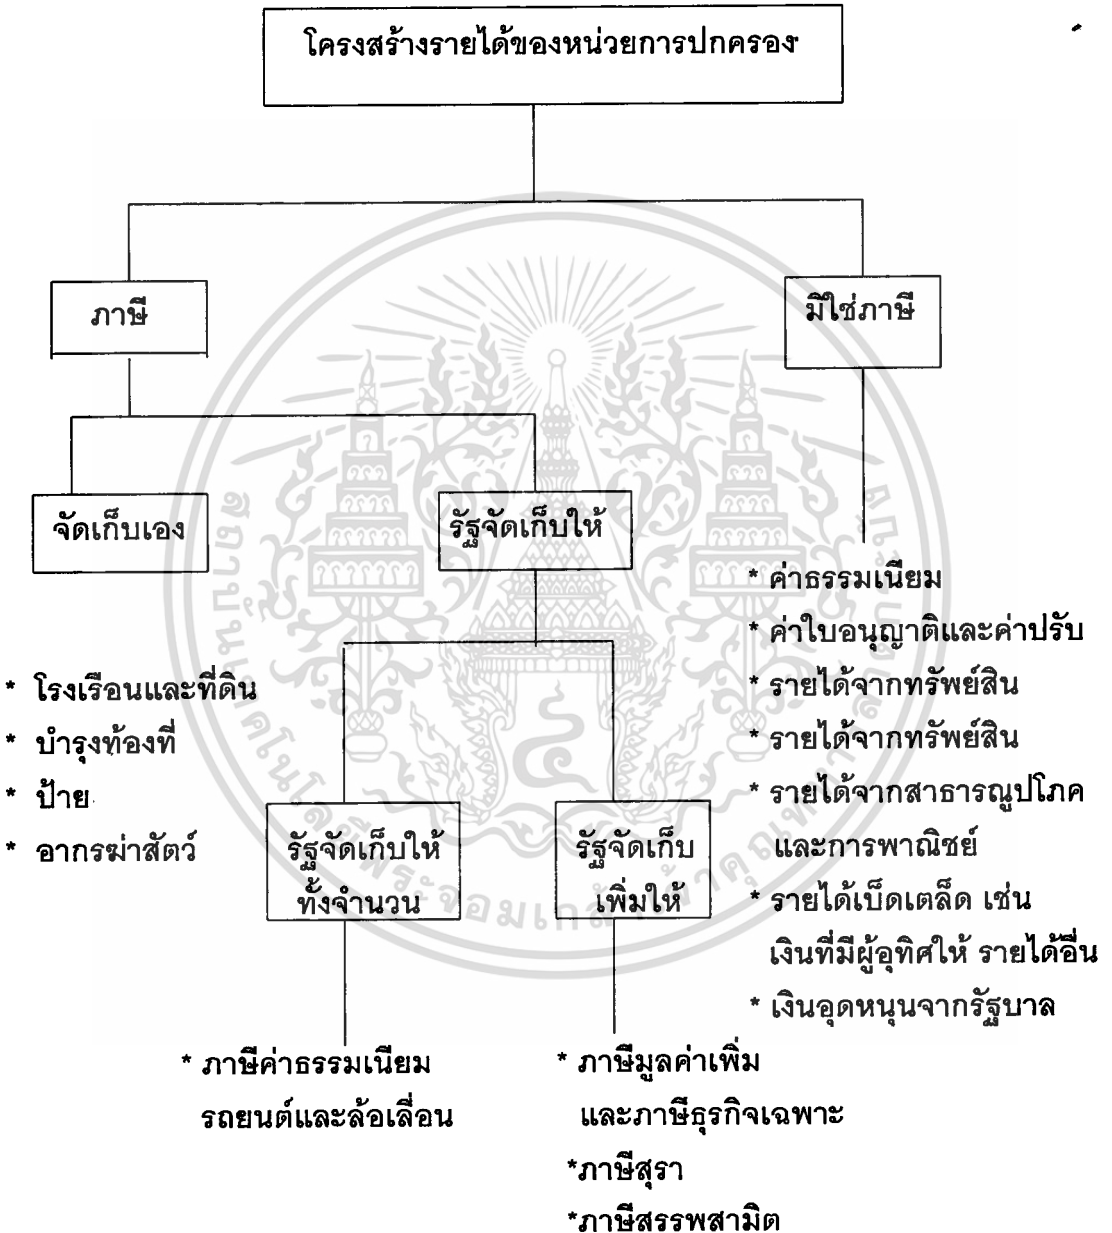 โครงสร้างรายได้ของหน่วยการปกครอง
ภาษี
มิใช่ภาษี
จัดเก็บเอง
รัฐจัดเก็บให้
* โรงเรือนและที่ดิน
* บำรุงท้องที่
* ป้าย
* อากรฆ่าสัตว์
รัฐจัดเก็บให้
ทั้งจำนวน
รัฐจัดเก็บ
เพิ่มให้
* ค่าธรรมเนียม
* ค่าใบอนุญาติและค่าปรับ
* รายได้จากทรัพย์สิน
* รายได้จากทรัพย์สิน
* รายได้จากสาธารณูปโภค
และการพาณิชย์
* รายได้เบ็ดเตล็ด เช่น
เงินที่มีผู้อุทิศให้ รายได้อื่น
* เงินอุดหนุนจากรัฐบาล
* ภาษีค่าธรรมเนียม
รถยนต์และล้อเลื่อน
* ภาษีมูลค่าเพิ่ม
และภาษีธุรกิจเฉพาะ
*ภาษีสุรา
*ภาษีสรรพสามิต